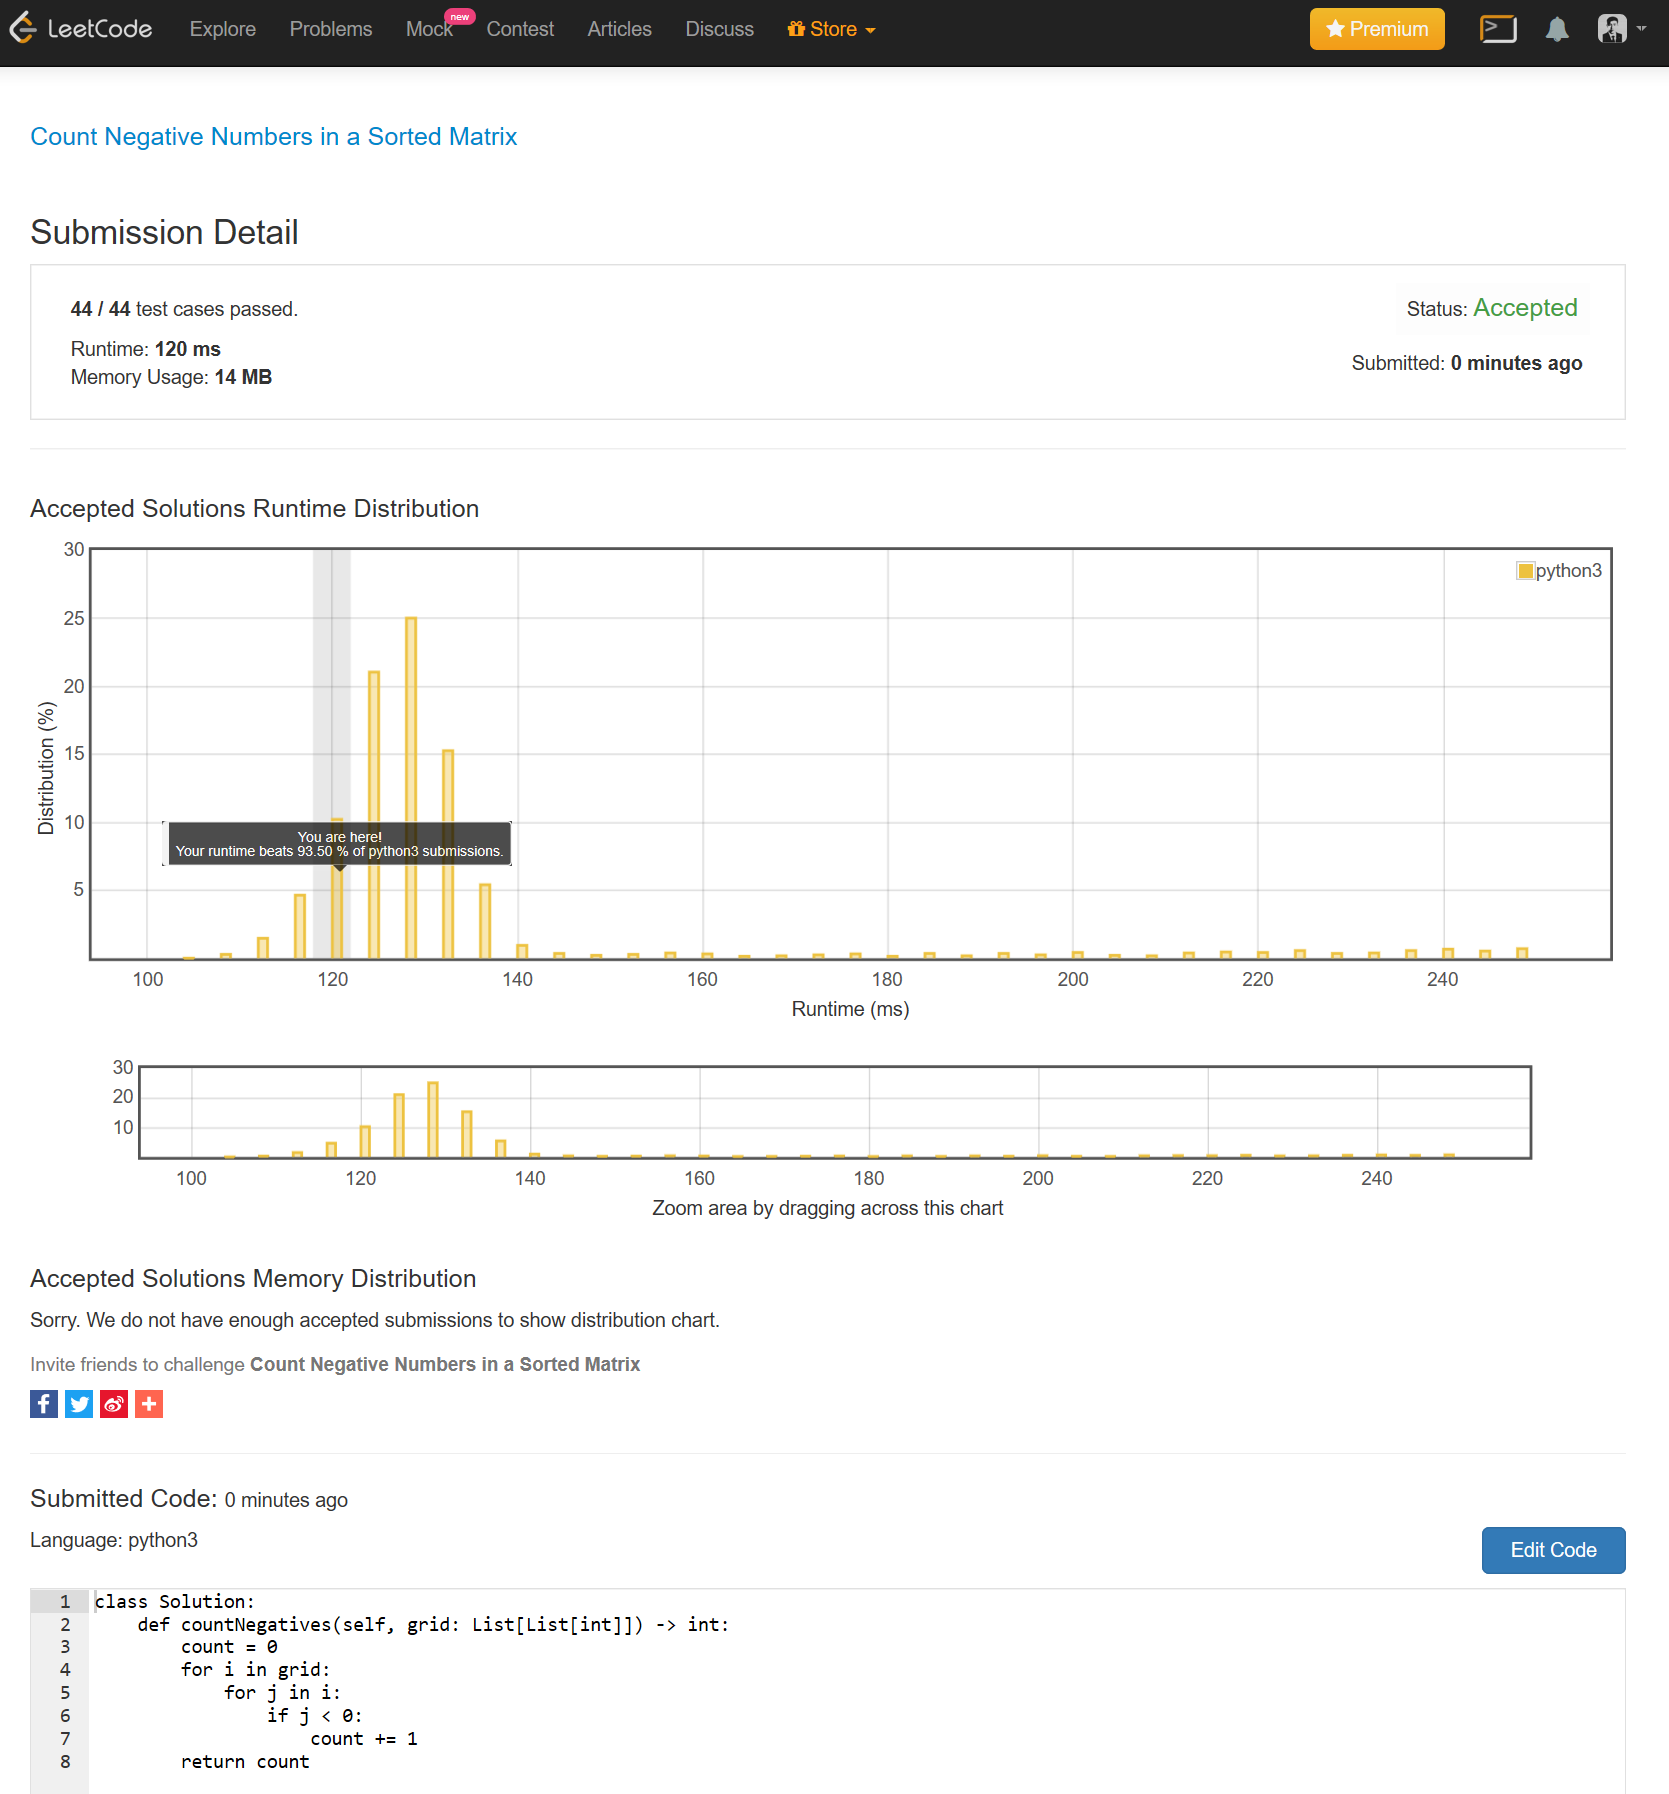 LeetCode Explore Problems Mock new Contest Articles Discuss Store Premium
Count Negative Numbers in a Sorted Matrix
Submission Detail
44 / 44 test cases passed.
Status: Accepted
Runtime: 120 ms
Submitted: 0 minutes ago
Memory Usage: 14 MB
Accepted Solutions Runtime Distribution
30
python3
25
20
15
10
5
Distribution (%)
You are here!
Your runtime beats 93.50 % of python3 submissions.
100 120 140 160 180 200 220 240
Runtime (ms)
30
20
10
100 120 140 160 180 200 220 240
Zoom area by dragging across this chart
Accepted Solutions Memory Distribution
Sorry. We do not have enough accepted submissions to show distribution chart.
Invite friends to challenge Count Negative Numbers in a Sorted Matrix
Submitted Code: 0 minutes ago
Language: python3
Edit Code
1 class Solution:
2     def countNegatives(self, grid: List[List[int]]) -> int:
3         count = 0
4         for i in grid:
5             for j in i:
6                 if j < 0:
7                     count += 1
8         return count